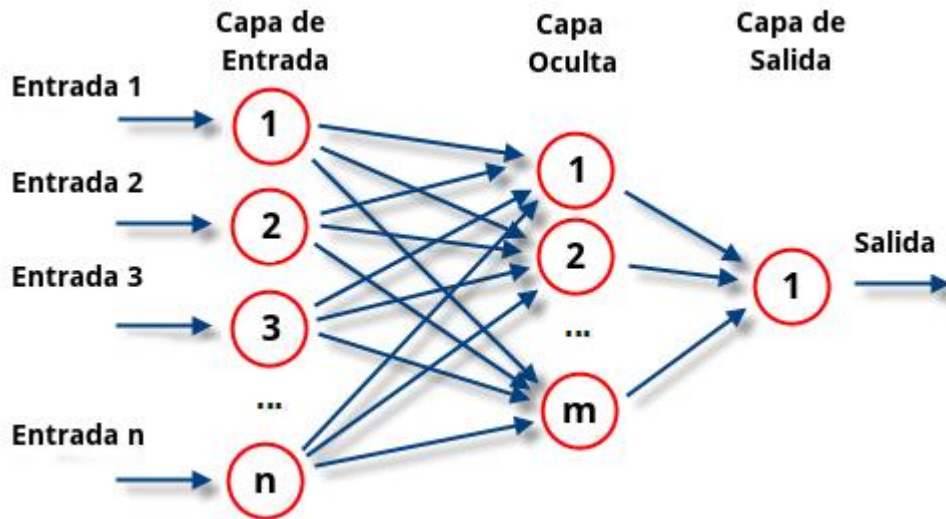 Capa de
Entrada
Capa
Oculta
Capa de
Salida
Entrada 1
Entrada 2
Entrada 3
Entrada n
1
2
3
...
n
1
2
...
m
1
Salida